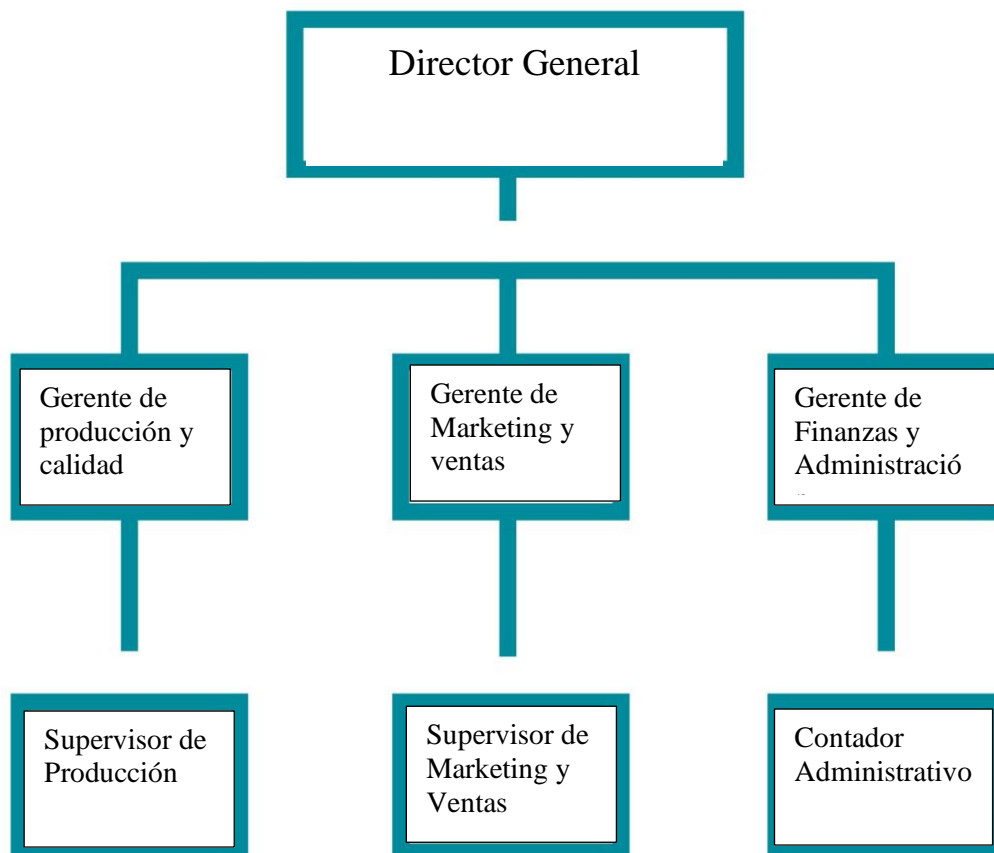 Director General
Gerente de
producción y
calidad
Gerente de
Marketing y
ventas
Gerente de
Finanzas y
Administració
Supervisor de
Producción
Supervisor de
Marketing y
Ventas
Contador
Administrativo